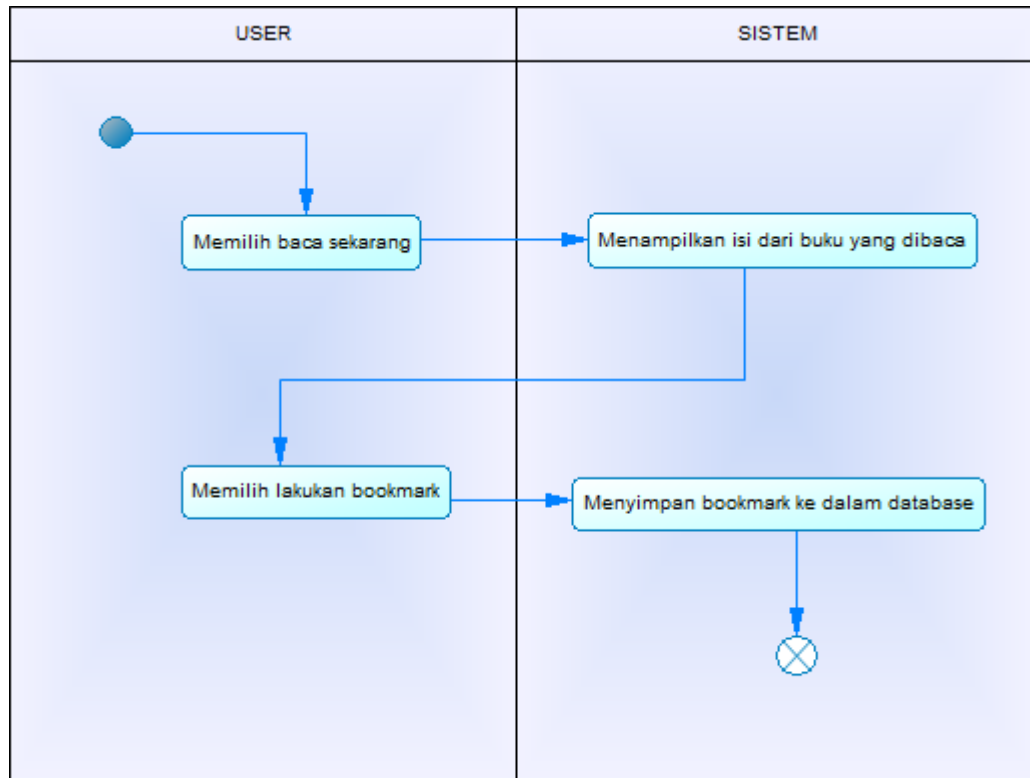 USER
SISTEM
Memilih baca sekarang
Menampilkan isi dari buku yang dibaca
Memilih lakukan bookmark
Menyimpan bookmark ke dalam database